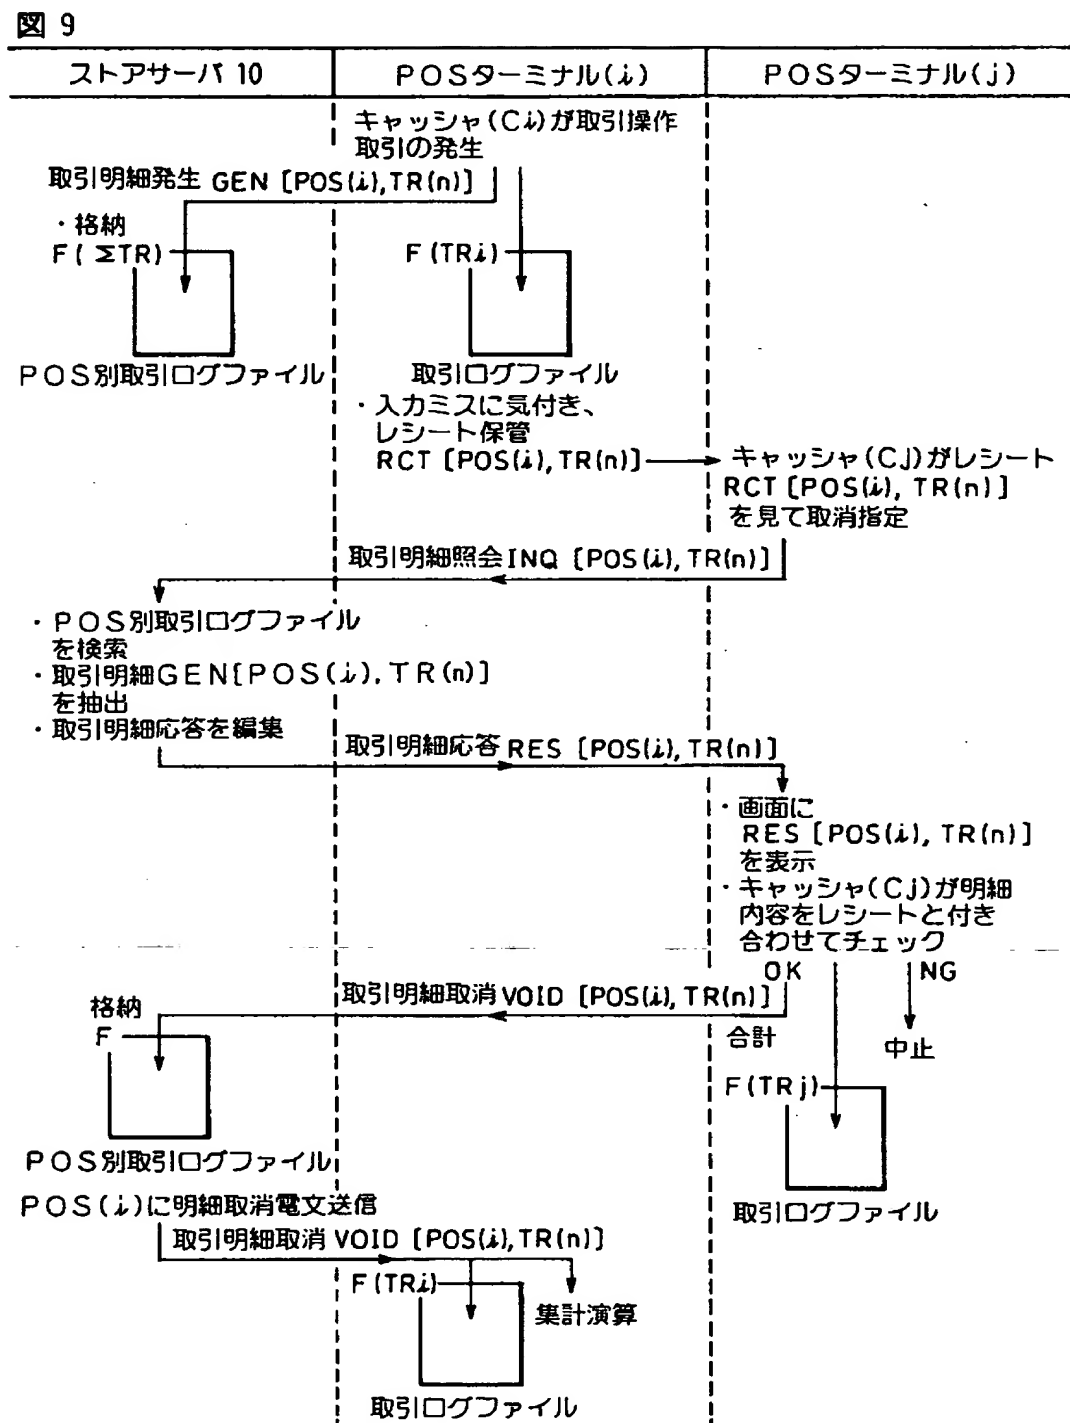 図 9
ストアサーバ 10
POSターミナル(i)
POSターミナル(j)
キャッシャ(Ci)が取引操作
取引の発生
取引明細発生 GEN [POS(i),TR(n)]
・格納
F(ΣTR)
F(TRi)
POS別取引ログファイル
取引ログファイル
・入力ミスに気付き、
レシート保管
RCT [POS(i),TR(n)]
キャッシャ(Cj)がレシート
RCT [POS(i), TR(n)]
を見て取消指定
取引明細照会 INQ [POS(i), TR(n)]
・POS別取引ログファイル
を検索
・取引明細GEN[POS(i),TR(n)]
を抽出
・取引明細応答を編集
取引明細応答 RES [POS(i), TR(n)]
・画面に
RES [POS(i), TR(n)]
を表示
・キャッシャ(Cj)が明細
内容をレシートと付き
合わせてチェック
OK
NG
取引明細取消 VOID [POS(i), TR(n)]
格納
F
合計
中止
F(TRj)
POS別取引ログファイル
POS(i)に明細取消電文送信
取引ログファイル
取引明細取消 VOID [POS(i),TR(n)]
F(TRi)
集計演算
取引ログファイル